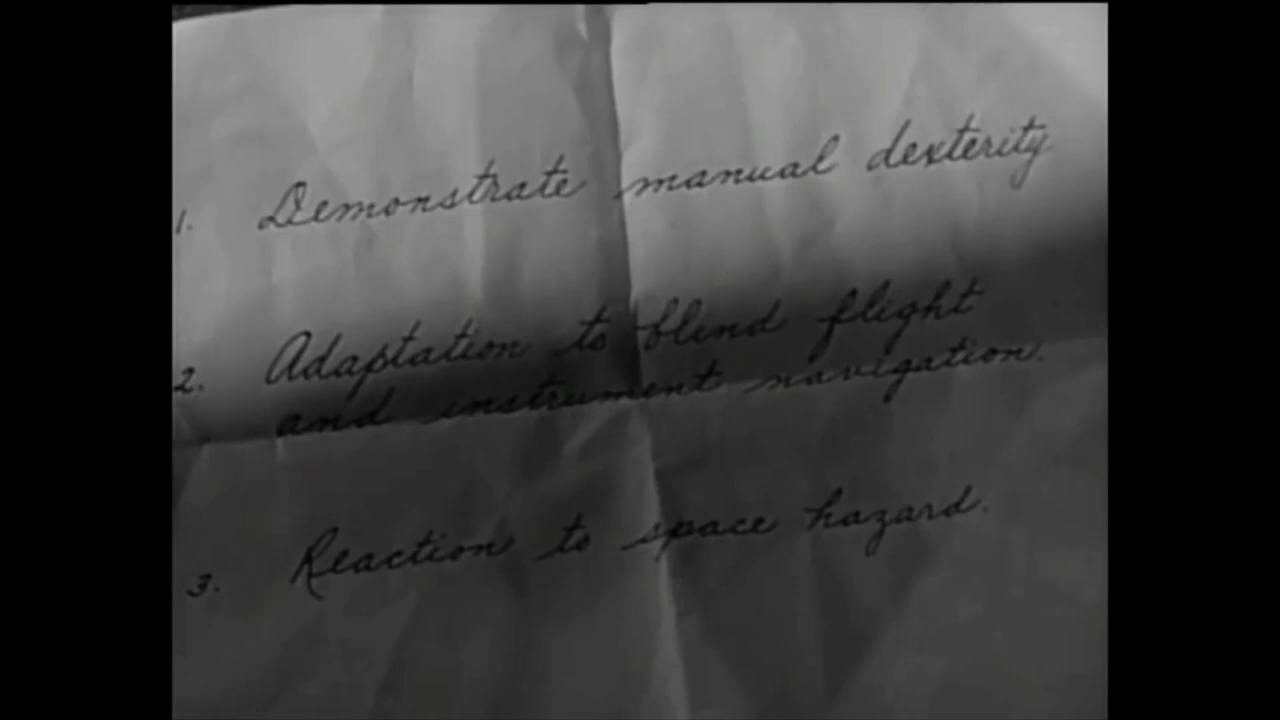 1. Demonstrate manual dexterity
2. Adaptation to blind flight
and instrument navigation.
3. Reaction to space hazard.